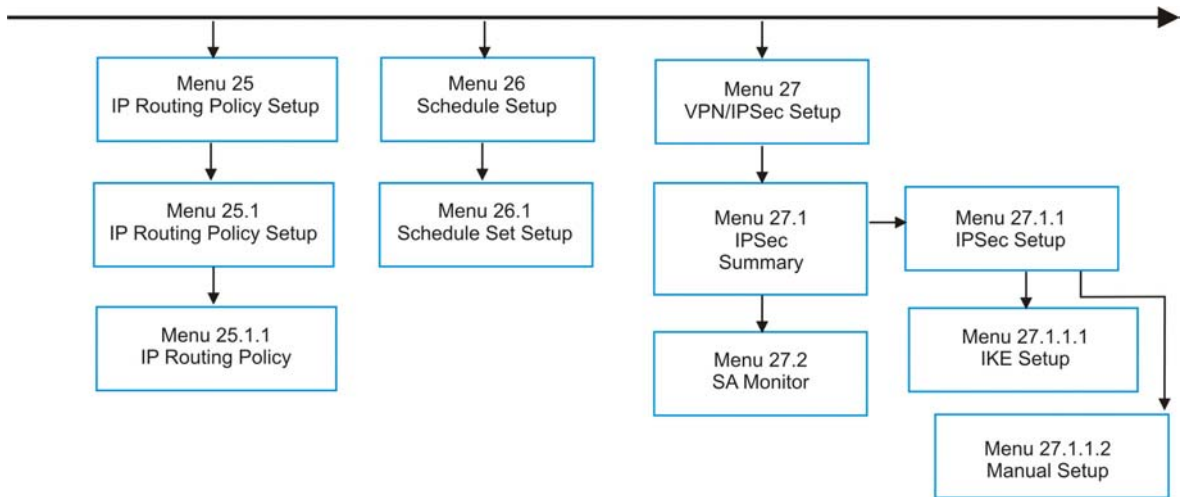 Menu 25
IP Routing Policy Setup
Menu 26
Schedule Setup
Menu 27
VPN/IPSec Setup
Menu 25.1
IP Routing Policy Setup
Menu 26.1
Schedule Set Setup
Menu 27.1
IPSec
Summary
Menu 27.1.1
IPSec Setup
Menu 25.1.1
IP Routing Policy
Menu 27.2
SA Monitor
Menu 27.1.1.1
IKE Setup
Menu 27.1.1.2
Manual Setup